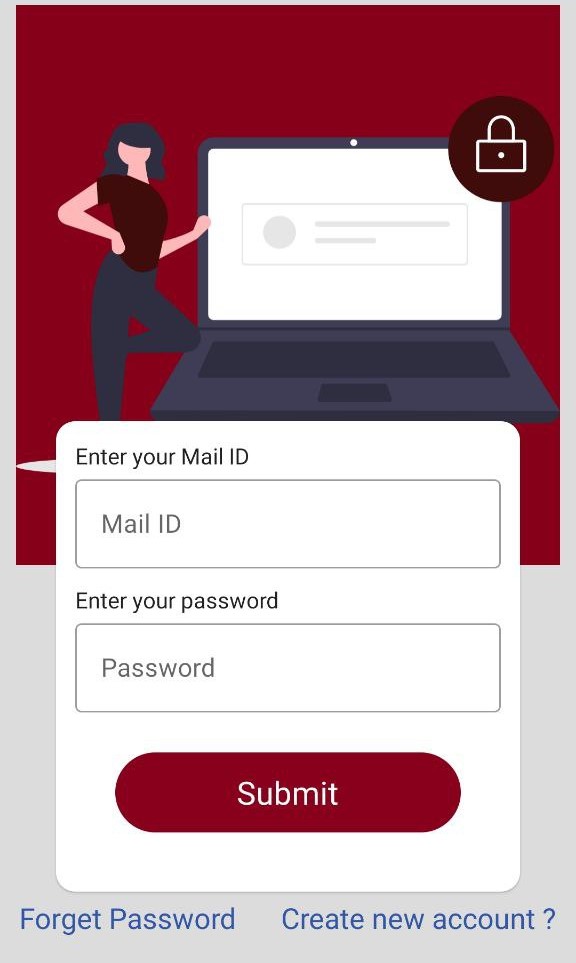 Enter your Mail ID
Mail ID
Enter your password
Password
Submit
Forget Password Create new account ?